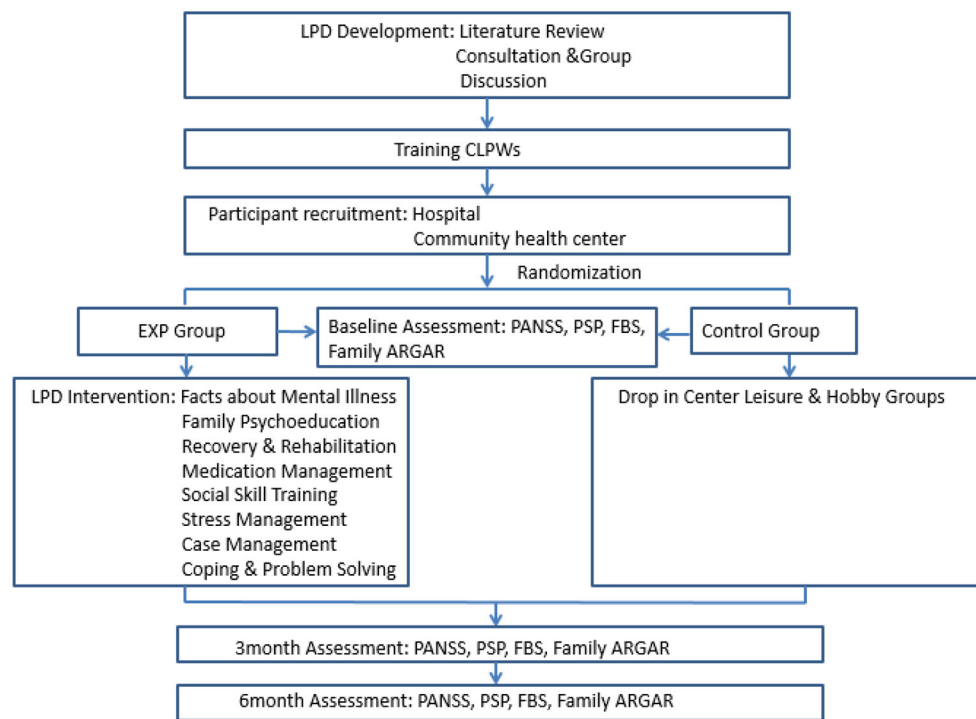 LPD Development: Literature Review
Consultation &Group
Discussion
Training CLPWs
Participant recruitment: Hospital
Community health center
Randomization
EXP Group
Baseline Assessment: PANSS, PSP, FBS,
Family ARGAR
Control Group
LPD Intervention: Facts about Mental Illness
Family Psychoeducation
Recovery & Rehabilitation
Medication Management
Social Skill Training
Stress Management
Case Management
Coping & Problem Solving
Drop in Center Leisure & Hobby Groups
3month Assessment: PANSS, PSP, FBS, Family ARGAR
6month Assessment: PANSS, PSP, FBS, Family ARGAR